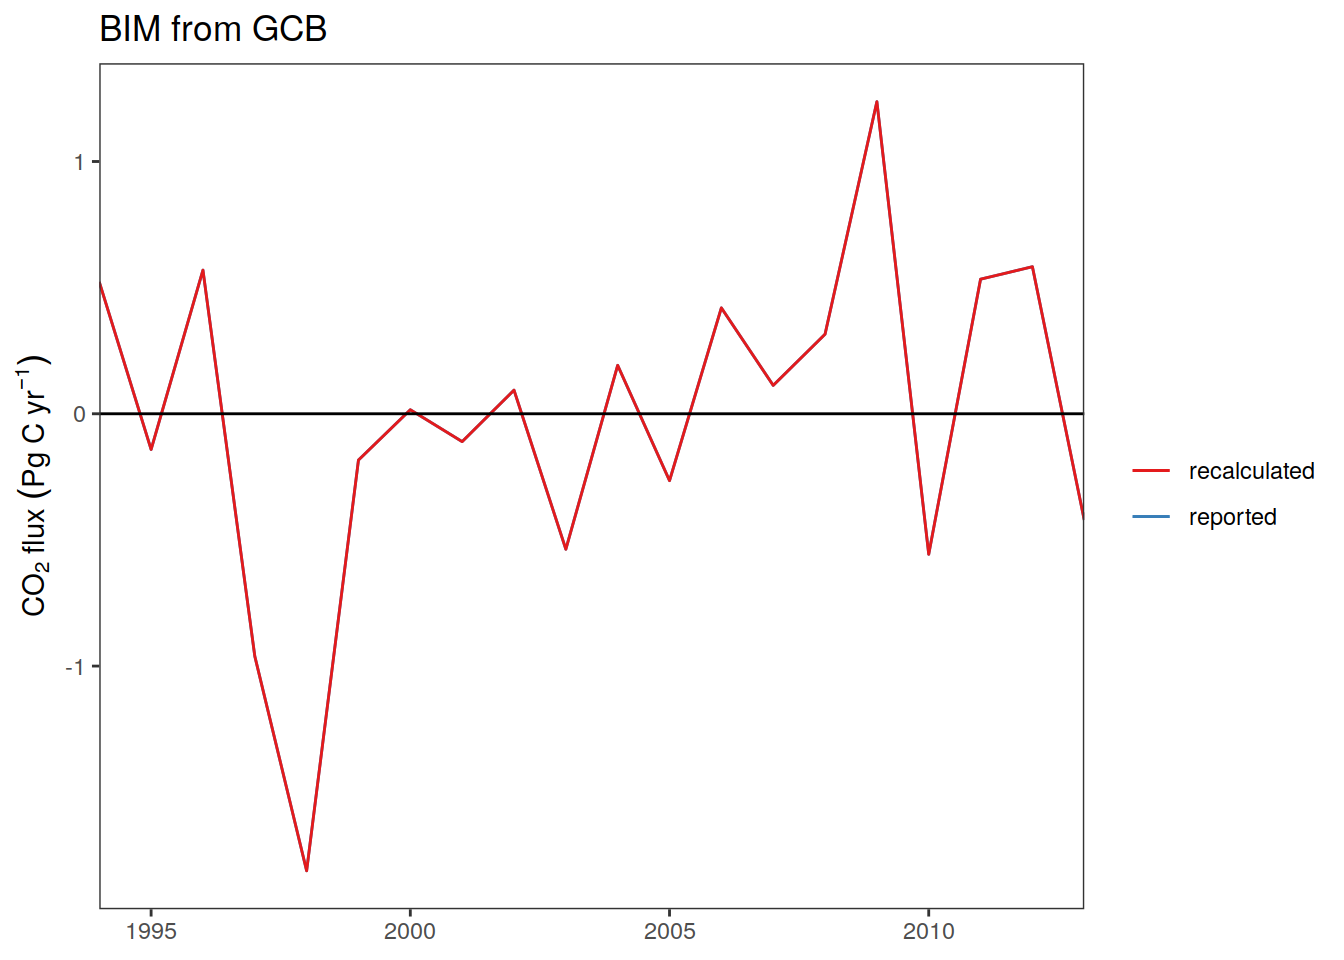 BIM from GCB
CO₂ flux (Pg C yr⁻¹)
1
0
-1
1995 2000 2005 2010
recalculated
reported